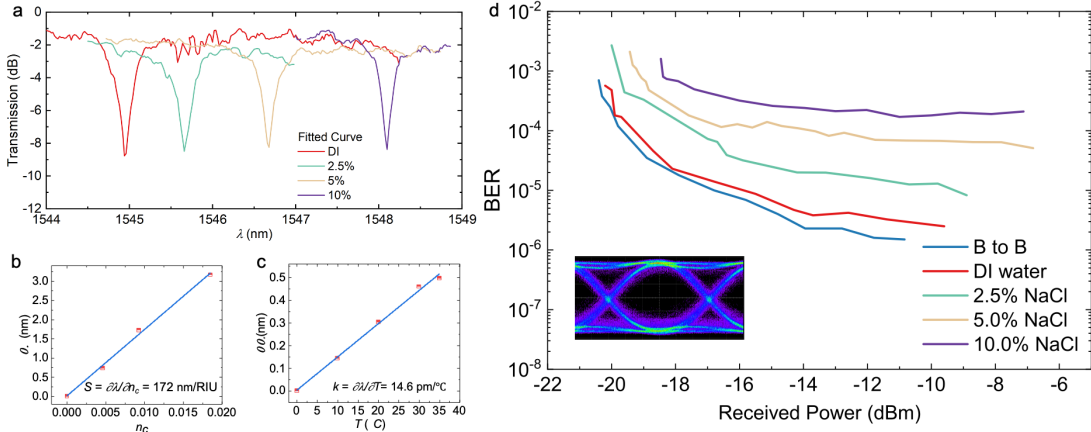 a
Transmission (dB)
0
-2
-4
-6
-8
-10
-12
1544 1545 1546 1547 1548 1549
λ (nm)
Fitted Curve
DI
2.5%
5%
10%
b
(nm)
3.0
2.5
2.0
1.5
1.0
0.5
0.0
0.000 0.005 0.010 0.015 0.020
n_c
S = ∂λ/∂n_c = 172 nm/RIU
c
(nm)
0.5
0.4
0.3
0.2
0.1
0.0
0 5 10 15 20 25 30 35 40
T ( C)
k = ∂λ/∂T= 14.6 pm/°C
d
BER
10^-2
10^-3
10^-4
10^-5
10^-6
10^-7
10^-8
-22 -20 -18 -16 -14 -12 -10 -8 -6
Received Power (dBm)
B to B
DI water
2.5% NaCl
5.0% NaCl
10.0% NaCl